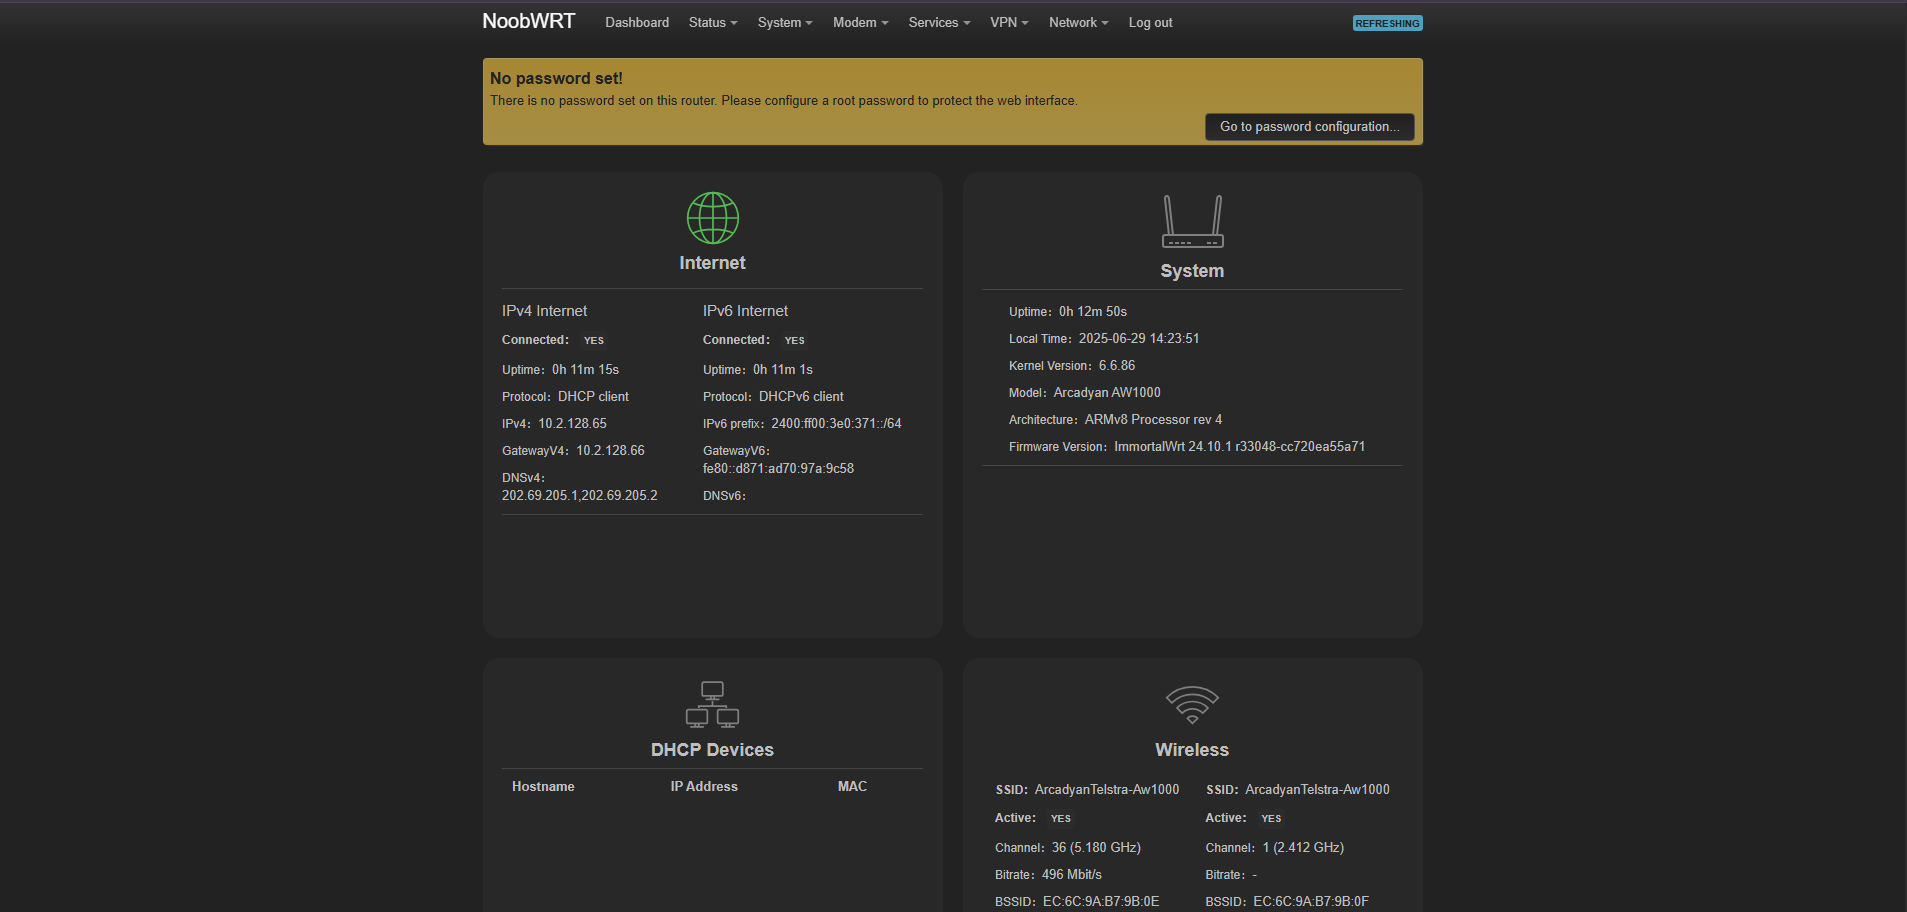 NoobWRT Dashboard Status System Modem Services VPN Network Log out REFRESHING
No password set!
There is no password set on this router. Please configure a root password to protect the web interface.
Go to password configuration...
Internet
IPv4 Internet
Connected: YES
Uptime: 0h 11m 15s
Protocol: DHCP client
IPv4: 10.2.128.65
GatewayV4: 10.2.128.66
DNSv4:
202.69.205.1,202.69.205.2
IPv6 Internet
Connected: YES
Uptime: 0h 11m 1s
Protocol: DHCPv6 client
IPv6 prefix: 2400:ff00:3e0:371::/64
GatewayV6:
fe80::d871:ad70:97a:9c58
DNSv6:
System
Uptime: 0h 12m 50s
Local Time: 2025-06-29 14:23:51
Kernel Version: 6.6.86
Model: Arcadyan AW1000
Architecture: ARMv8 Processor rev 4
Firmware Version: ImmortalWrt 24.10.1 r33048-cc720ea55a71
DHCP Devices
Hostname IP Address MAC
Wireless
SSID: ArcadyanTelstra-Aw1000
Active: YES
Channel: 36 (5.180 GHz)
Bitrate: 496 Mbit/s
BSSID: EC:6C:9A:B7:9B:0E
SSID: ArcadyanTelstra-Aw1000
Active: YES
Channel: 1 (2.412 GHz)
Bitrate: -
BSSID: EC:6C:9A:B7:9B:0F